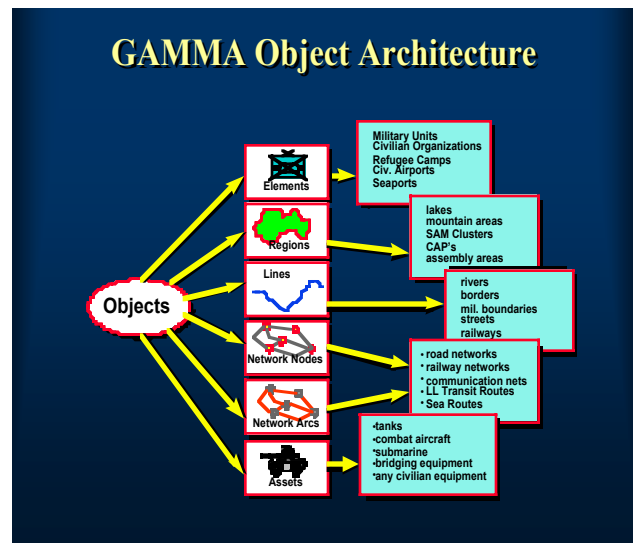 GAMMA Object Architecture
Objects
Elements
Military Units
Civilian Organizations
Refugee Camps
Civ. Airports
Seaports
Regions
lakes
mountain areas
SAM Clusters
CAP's
assembly areas
Lines
rivers
borders
mil. boundaries
streets
railways
Network Nodes
• road networks
• railway networks
• communication nets
• LL Transit Routes
• Sea Routes
Network Arcs
Assets
•tanks
•combat aircraft
•submarine
•bridging equipment
•any civilian equipment